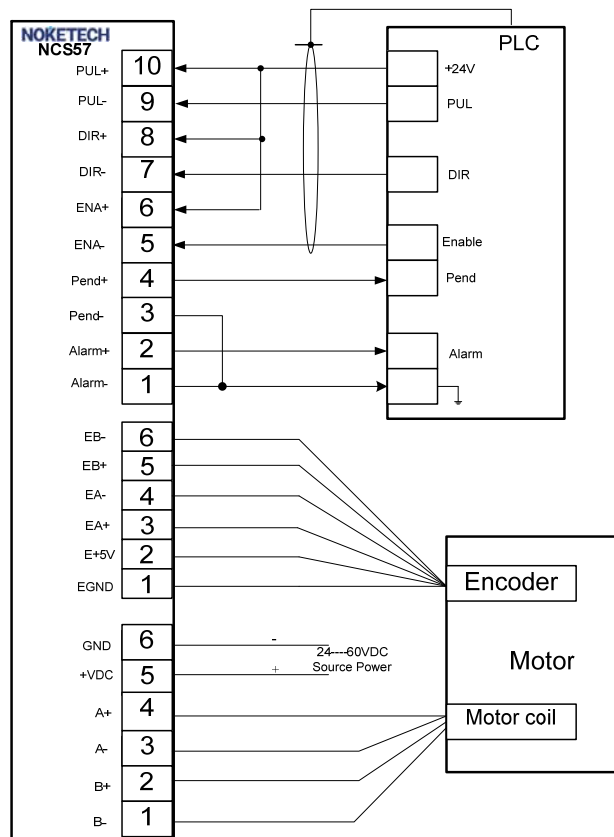 NOKETECH
NCS57
PLC
PUL+ 10 +24V
PUL- 9 PUL
DIR+ 8
DIR- 7 DIR
ENA+ 6
ENA- 5 Enable
Pend+ 4 Pend
Pend- 3
Alarm+ 2 Alarm
Alarm- 1
EB- 6
EB+ 5
EA- 4
EA+ 3
E+5V 2
EGND 1
Encoder
Motor
Motor coil
GND 6 -
24----60VDC
Source Power
+VDC 5 +
A+ 4
A- 3
B+ 2
B- 1